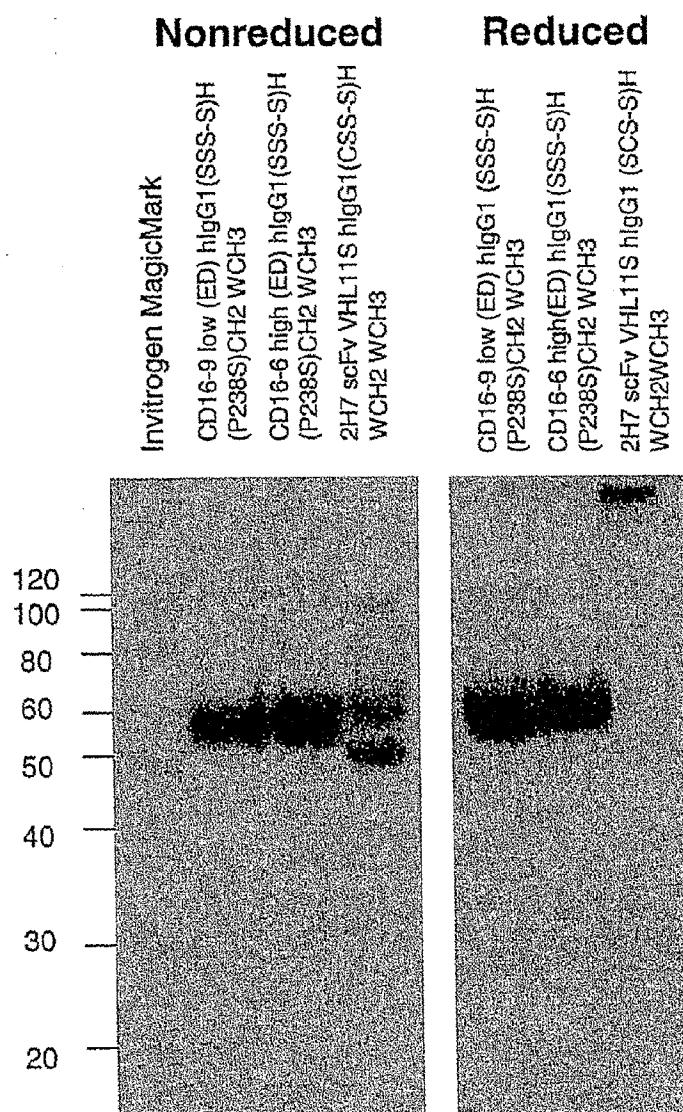 Nonreduced
Reduced
Invitrogen MagicMark
CD16-9 low (ED) hIgG1(SSS-S)H
(P238S)CH2 WCH3
CD16-6 high (ED) hIgG1(SSS-S)H
(P238S)CH2 WCH3
2H7 scFv VHL11S hIgG1(CSS-S)H
WCH2 WCH3
CD16-9 low (ED) hIgG1 (SSS-S)H
(P238S)CH2 WCH3
CD16-6 high(ED) hIgG1(SSS-S)H
(P238S)CH2 WCH3
2H7 scFv VHL11S hIgG1 (SCS-S)H
WCH2WCH3
120
100
80
60
50
40
30
20